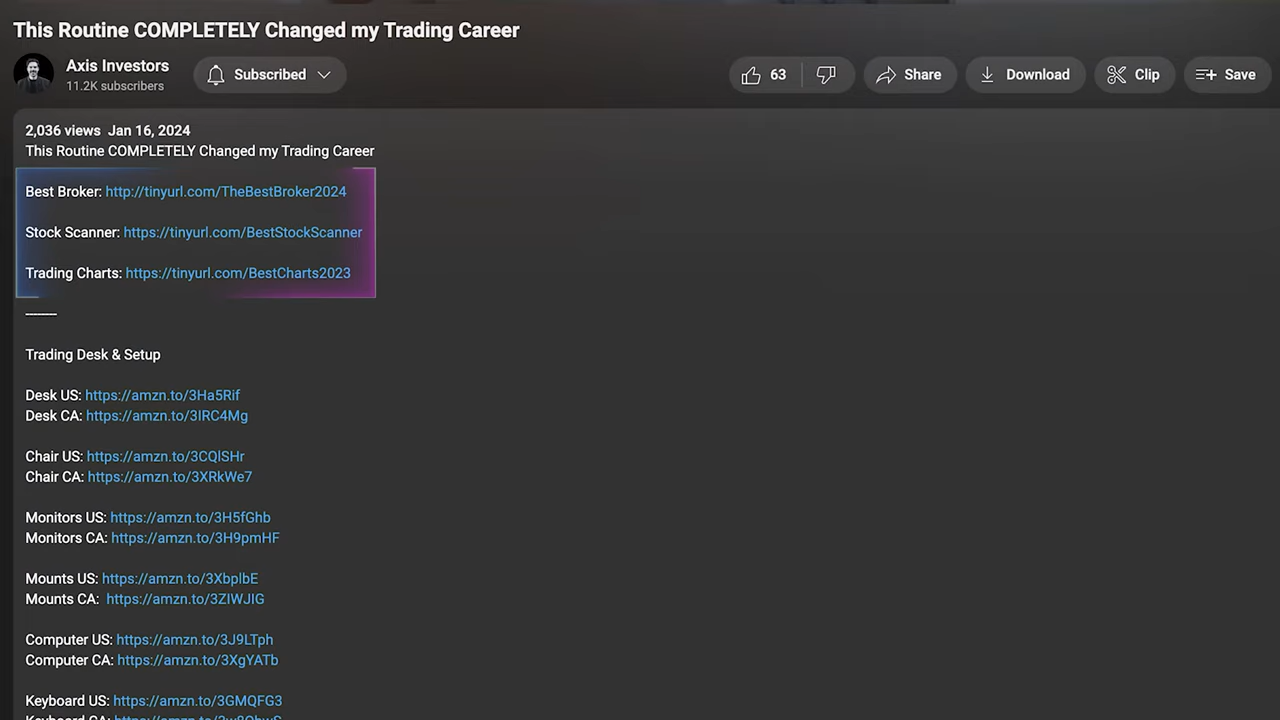 This Routine COMPLETELY Changed my Trading Career
Axis Investors
11.2K subscribers
Subscribed
63
Share
Download
Clip
Save
2,036 views Jan 16, 2024
This Routine COMPLETELY Changed my Trading Career
Best Broker: http://tinyurl.com/TheBestBroker2024
Stock Scanner: https://tinyurl.com/BestStockScanner
Trading Charts: https://tinyurl.com/BestCharts2023
--------
Trading Desk & Setup
Desk US: https://amzn.to/3Ha5Rif
Desk CA: https://amzn.to/3IRC4Mg
Chair US: https://amzn.to/3CQlSHr
Chair CA: https://amzn.to/3XRkWe7
Monitors US: https://amzn.to/3H5fGhb
Monitors CA: https://amzn.to/3H9pmHF
Mounts US: https://amzn.to/3XbplbE
Mounts CA: https://amzn.to/3ZIWJIG
Computer US: https://amzn.to/3J9LTph
Computer CA: https://amzn.to/3XgYATb
Keyboard US: https://amzn.to/3GMQFG3
Keyboard CA: